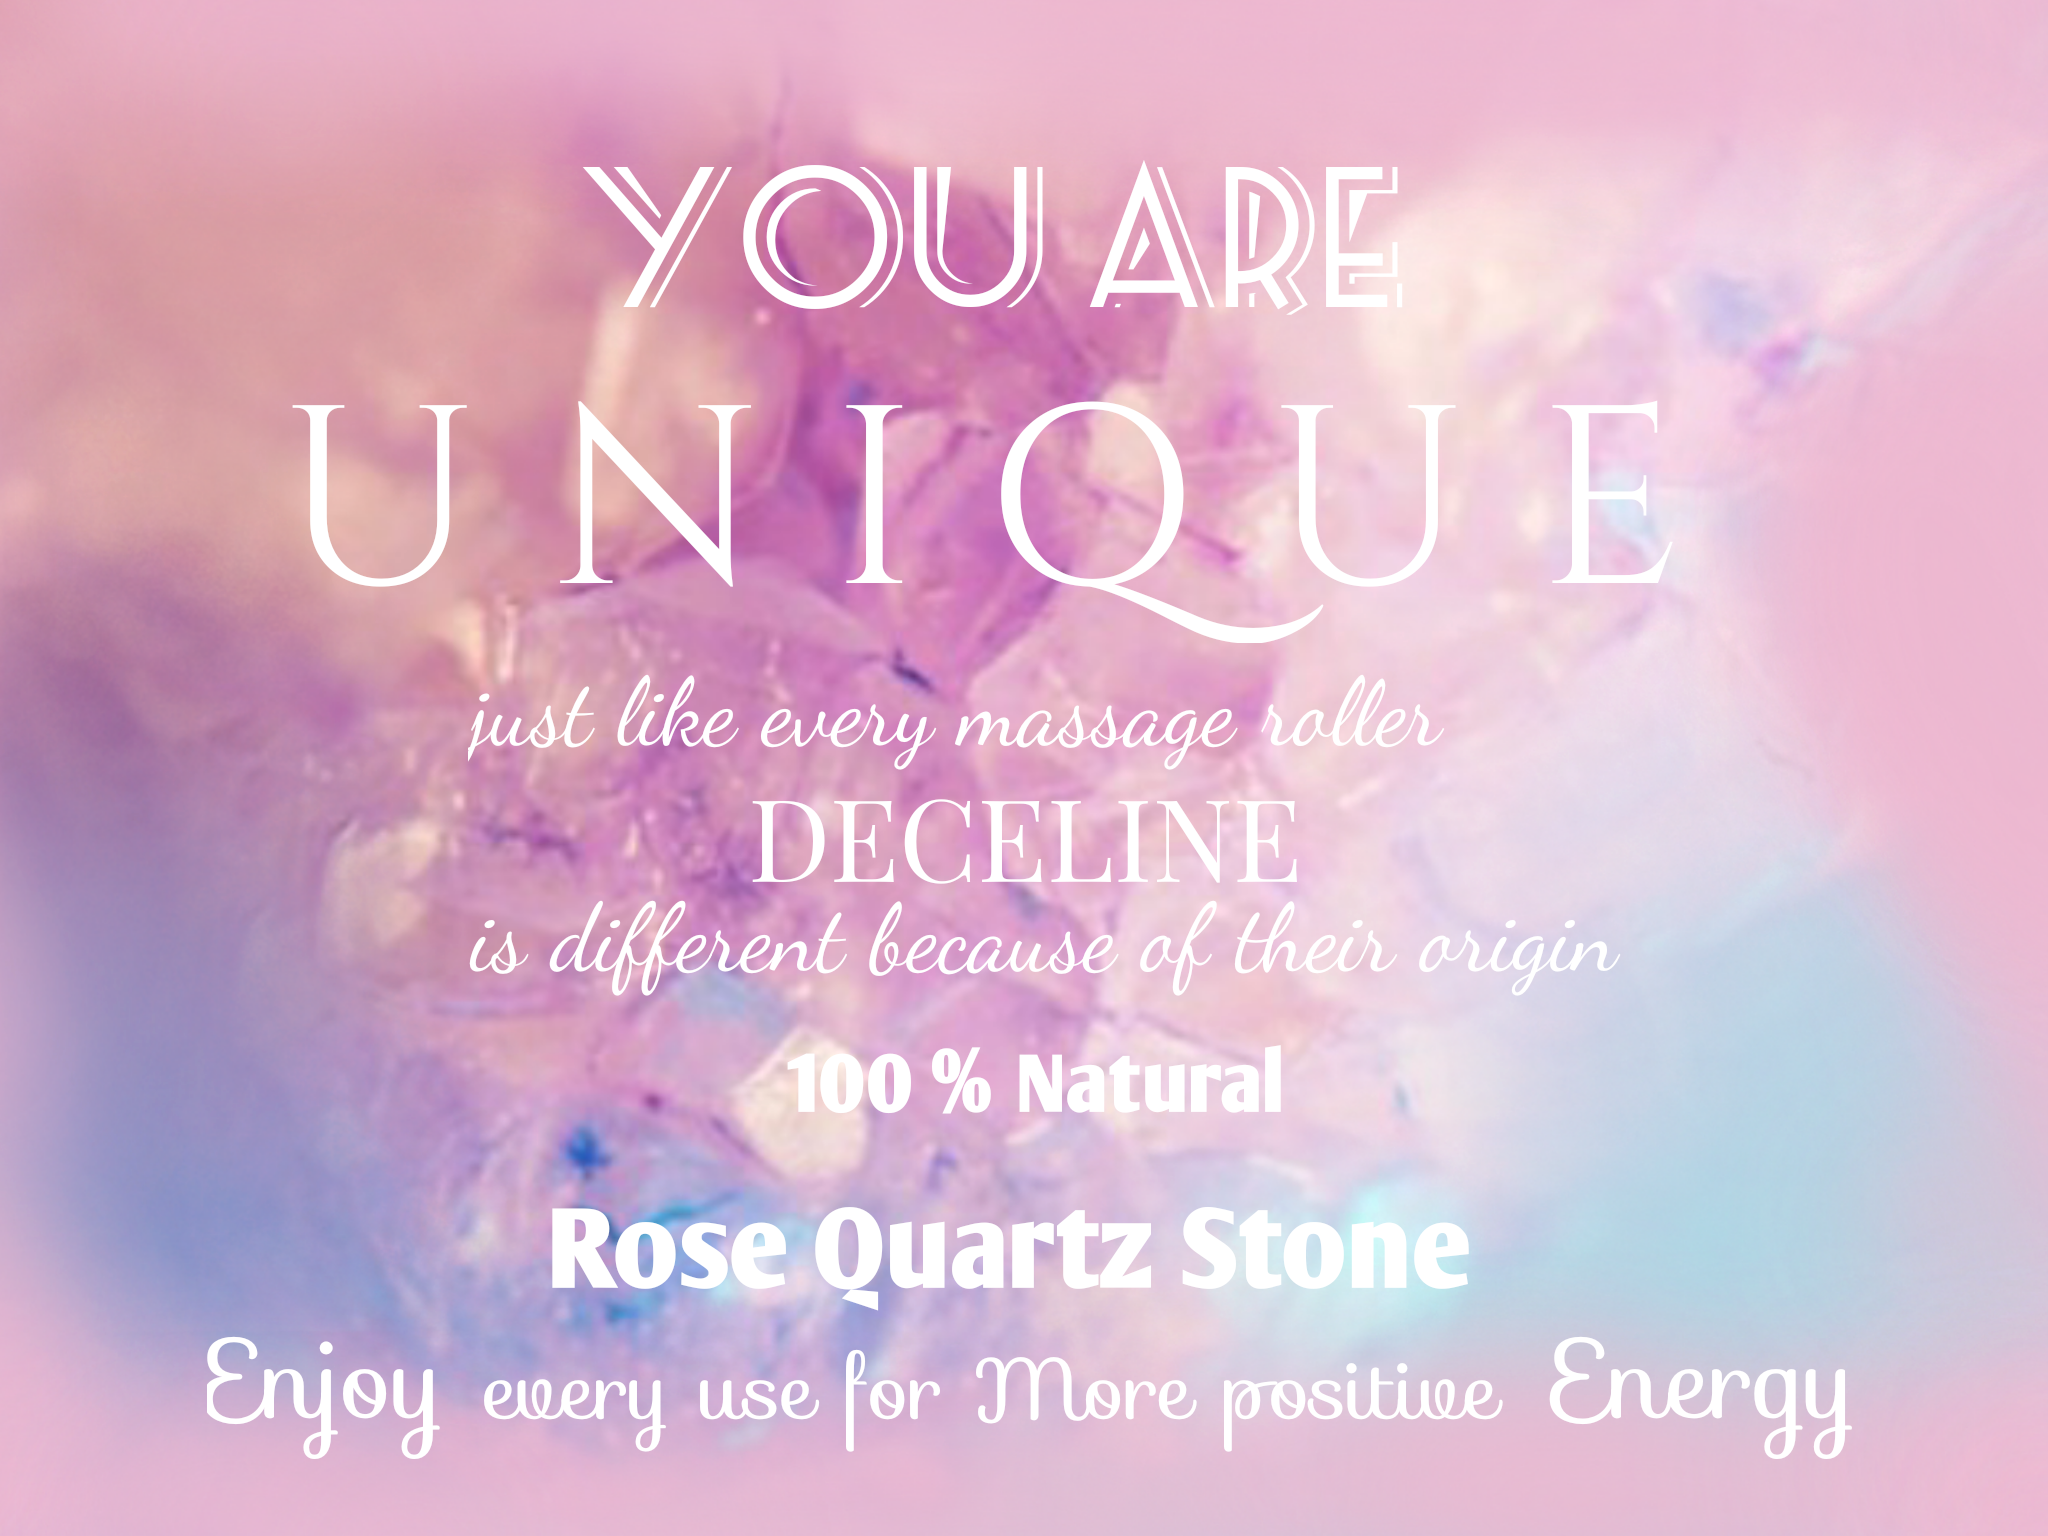 YOU ARE
UNIQUE
just like every massage roller
DECELINE
is different because of their origin
100 % Natural
Rose Quartz Stone
Enjoy every use for More positive Energy